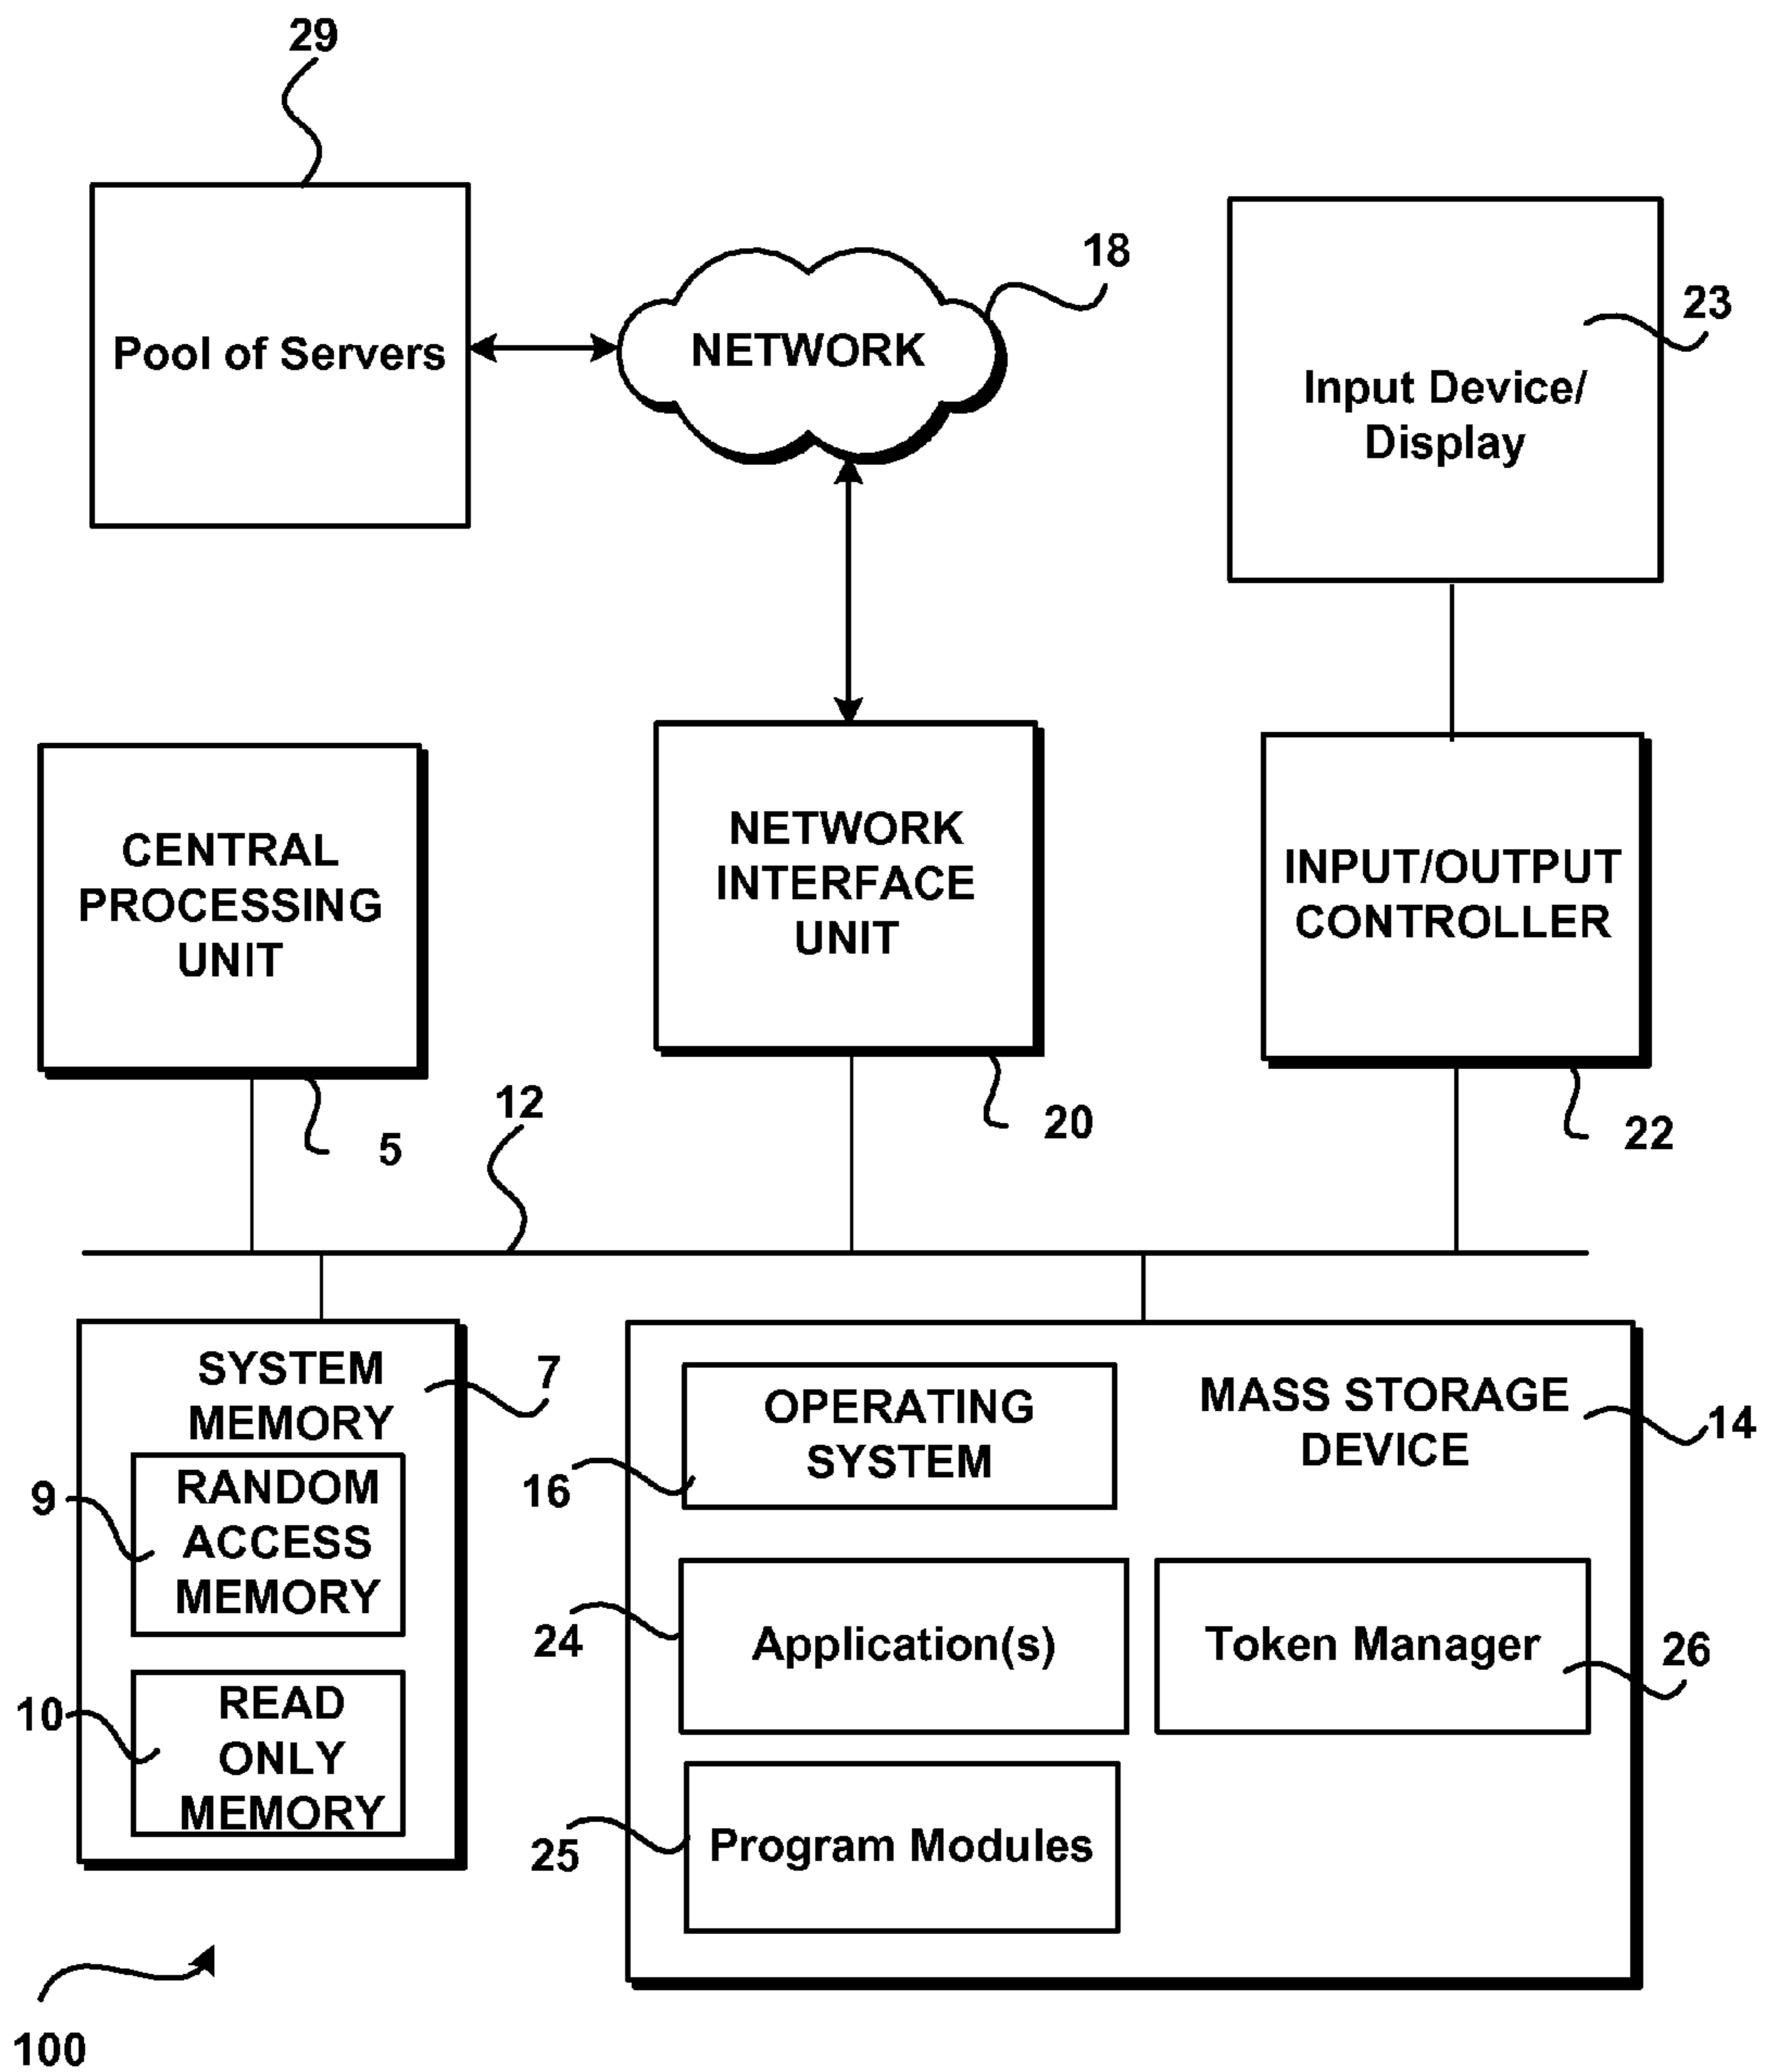 29
18
23
Pool of Servers
NETWORK
Input Device/
Display
CENTRAL
PROCESSING
UNIT
NETWORK
INTERFACE
UNIT
INPUT/OUTPUT
CONTROLLER
5
12
20
22
SYSTEM
MEMORY
7
RANDOM
ACCESS
MEMORY
9
READ
ONLY
MEMORY
10
OPERATING
SYSTEM
16
MASS STORAGE
DEVICE
14
Application(s)
24
Token Manager
26
Program Modules
25
100